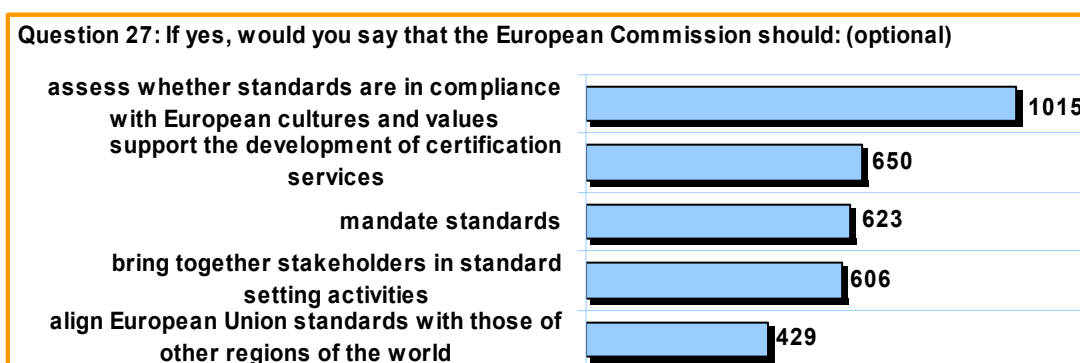 Question 27: If yes, would you say that the European Commission should: (optional)
assess whether standards are in compliance
with European cultures and values
1015
support the development of certification
services
650
mandate standards
623
bring together stakeholders in standard
setting activities
606
align European Union standards with those of
other regions of the world
429